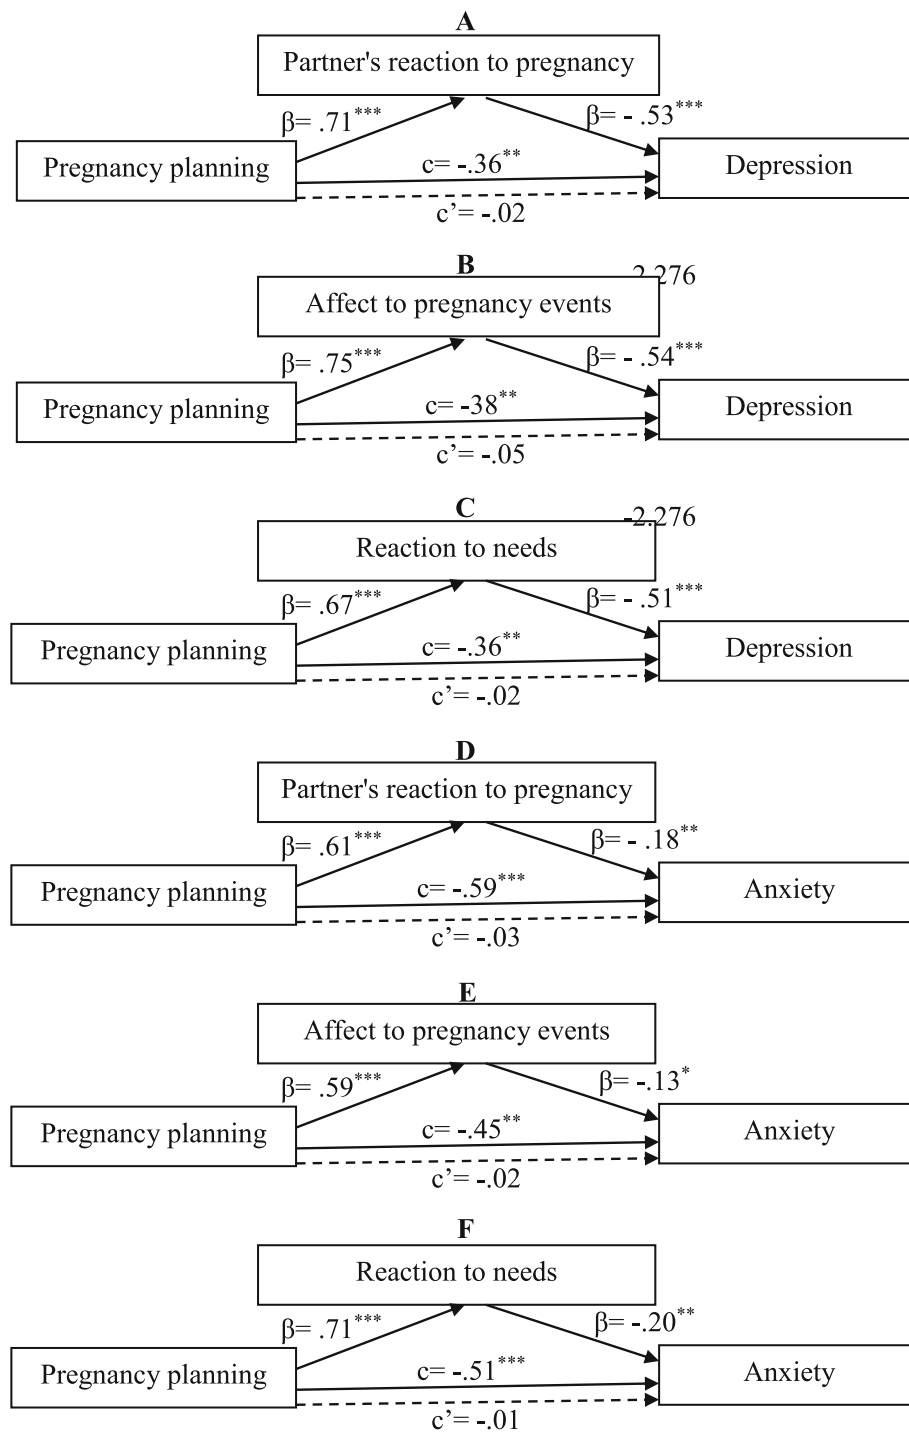 A
Partner's reaction to pregnancy
β= .71***
β= - .53***
Pregnancy planning
c= -.36**
Depression
c’= -.02
B
2.276
Affect to pregnancy events
β= .75***
β= - .54***
Pregnancy planning
c= -38**
Depression
c’= -.05
C
-2.276
Reaction to needs
β= .67***
β= - .51***
Pregnancy planning
c= -.36**
Depression
c’= -.02
D
Partner's reaction to pregnancy
β= .61***
β= - .18**
Pregnancy planning
c= -.59***
Anxiety
c’= -.03
E
Affect to pregnancy events
β= .59***
β= -.13*
Pregnancy planning
c= -.45**
Anxiety
c’= -.02
F
Reaction to needs
β= .71***
β= -.20**
Pregnancy planning
c= -.51***
Anxiety
c’= -.01